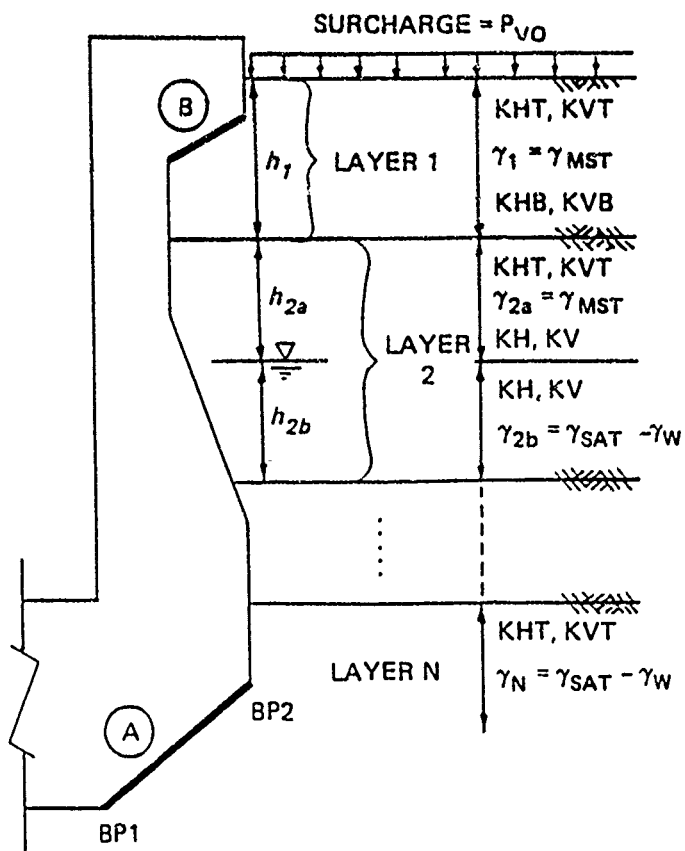 SURCHARGE = P_VO
B
h_1
LAYER 1
KHT, KVT
γ_1 = γ_MST
KHB, KVB
h_2a
h_2b
LAYER
2
KHT, KVT
γ_2a = γ_MST
KH, KV
KH, KV
γ_2b = γ_SAT - γ_W
LAYER N
KHT, KVT
γ_N = γ_SAT - γ_W
A
BP2
BP1